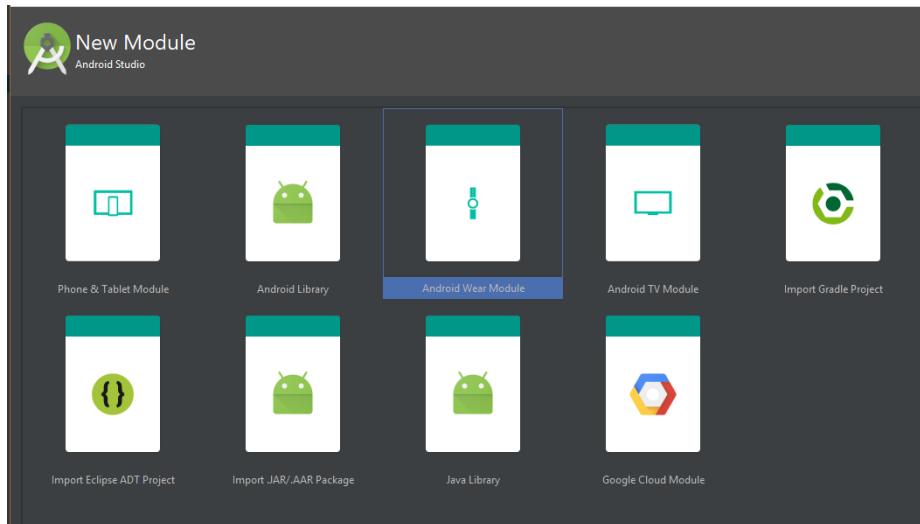 New Module
Android Studio
Phone & Tablet Module
Android Library
Android Wear Module
Android TV Module
Import Gradle Project
Import Eclipse ADT Project
Import .JAR/.AAR Package
Java Library
Google Cloud Module